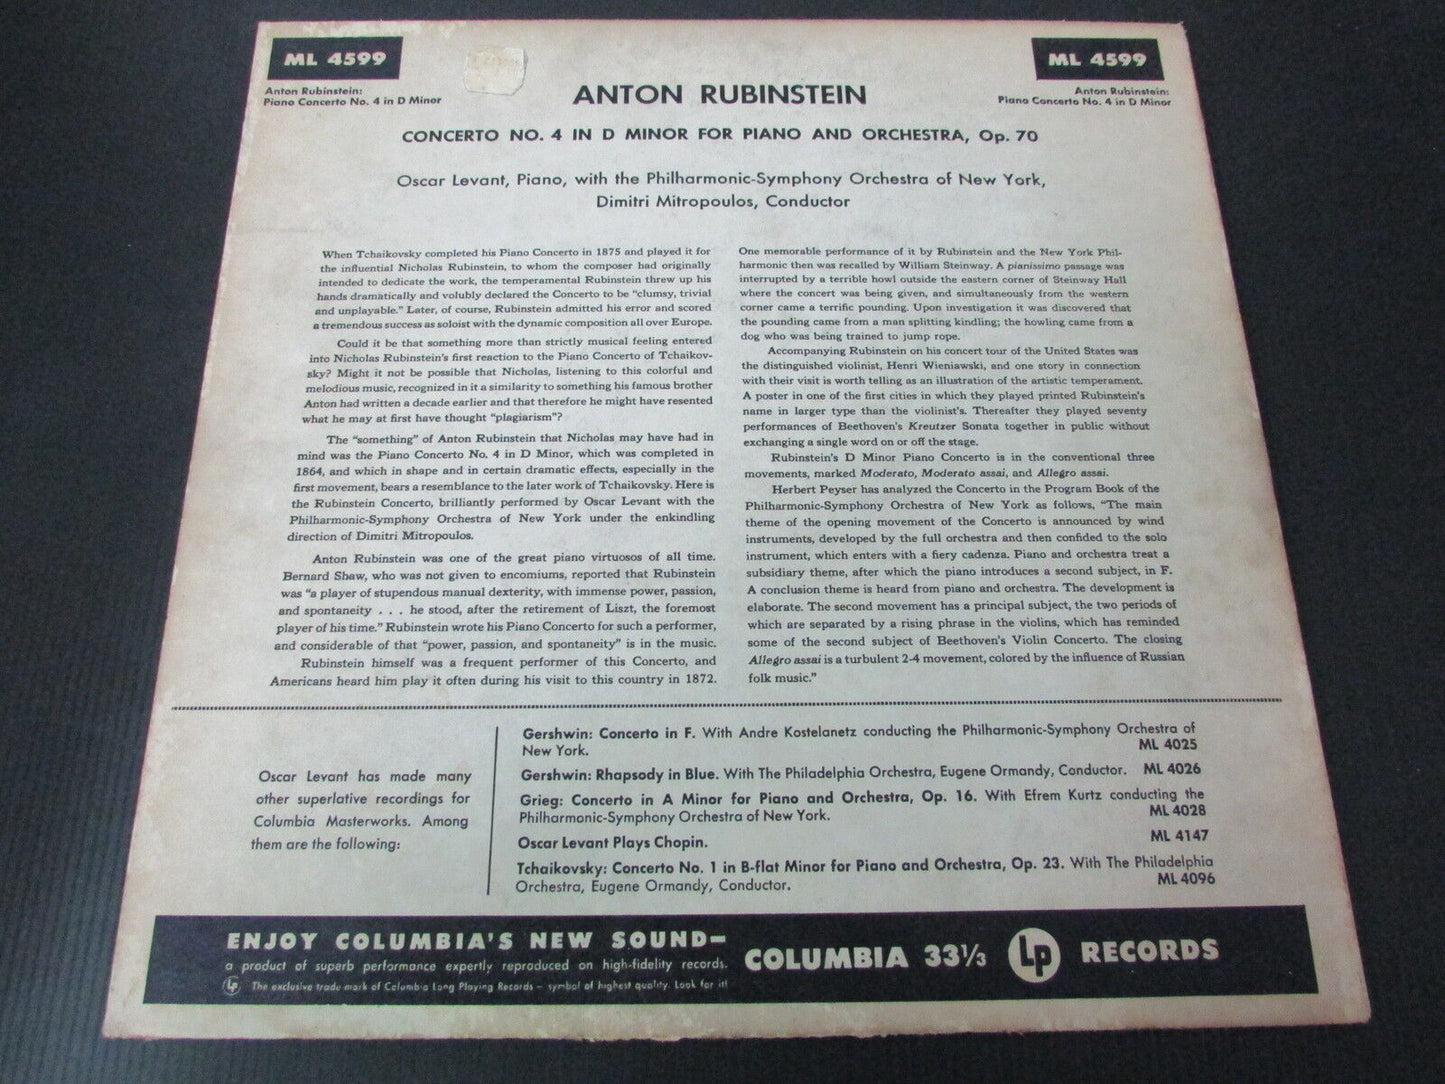 ML 4599
ML 4599
Anton Rubinstein:
Piano Concerto No. 4 in D Minor
Anton Rubinstein:
Piano Concerto No. 4 in D Minor
ANTON RUBINSTEIN
CONCERTO NO. 4 IN D MINOR FOR PIANO AND ORCHESTRA, Op. 70
Oscar Levant, Piano, with the Philharmonic-Symphony Orchestra of New York,
Dimitri Mitropoulos, Conductor
When Tchaikovsky completed his Piano Concerto in 1875 and played it for
the influential Nicholas Rubinstein, to whom the composer had originally
intended to dedicate the work, the temperamental Rubinstein threw up his
hands dramatically and volubly declared the Concerto to be "clumsy, trivial
and unplayable." Later, of course, Rubinstein admitted his error and scored
a tremendous success as soloist with the dynamic composition all over Europe.
Could it be that something more than strictly musical feeling entered
into Nicholas Rubinstein's first reaction to the Piano Concerto of Tchaikov-
sky? Might it not be possible that Nicholas, listening to this colorful and
melodious music, recognized in it a similarity to something his famous brother
Anton had written a decade earlier and that therefore he might have resented
what he may at first have thought "plagiarism"?
The "something" of Anton Rubinstein that Nicholas may have had in
mind was the Piano Concerto No. 4 in D Minor, which was completed in
1864, and which in shape and in certain dramatic effects, especially in the
first movement, bears a resemblance to the later work of Tchaikovsky. Here is
the Rubinstein Concerto, brilliantly performed by Oscar Levant with the
Philharmonic-Symphony Orchestra of New York under the enkindling
direction of Dimitri Mitropoulos.
Anton Rubinstein was one of the great piano virtuosos of all time.
Bernard Shaw, who was not given to encomiums, reported that Rubinstein
was "a player of stupendous manual dexterity, with immense power, passion,
and spontaneity . . . he stood, after the retirement of Liszt, the foremost
player of his time." Rubinstein wrote his Piano Concerto for such a performer,
and considerable of that "power, passion, and spontaneity" is in the music.
Rubinstein himself was a frequent performer of this Concerto, and
Americans heard him play it often during his visit to this country in 1872.
One memorable performance of it by Rubinstein and the New York Phil-
harmonic then was recalled by William Steinway. A pianissimo passage was
interrupted by a terrible howl outside the eastern corner of Steinway Hall
where the concert was being given, and simultaneously from the western
corner came a terrific pounding. Upon investigation it was discovered that
the pounding came from a man splitting kindling; the howling came from a
dog who was being trained to jump rope.
Accompanying Rubinstein on his concert tour of the United States was
the distinguished violinist, Henri Wieniawski, and one story in connection
with their visit is worth telling as an illustration of the artistic temperament.
A poster in one of the first cities in which they played printed Rubinstein's
name in larger type than the violinist's. Thereafter they played seventy
performances of Beethoven's Kreutzer Sonata together in public without
exchanging a single word on or off the stage.
Rubinstein's D Minor Piano Concerto is in the conventional three
movements, marked Moderato, Moderato assai, and Allegro assai.
Herbert Peyser has analyzed the Concerto in the Program Book of the
Philharmonic-Symphony Orchestra of New York as follows, "The main
theme of the opening movement of the Concerto is announced by wind
instruments, developed by the full orchestra and then confided to the solo
instrument, which enters with a fiery cadenza. Piano and orchestra treat a
subsidiary theme, after which the piano introduces a second subject, in F.
A conclusion theme is heard from piano and orchestra. The development is
elaborate. The second movement has a principal subject, the two periods of
which are separated by a rising phrase in the violins, which has reminded
some of the second subject of Beethoven's Violin Concerto. The closing
Allegro assai is a turbulent 2-4 movement, colored by the influence of Russian
folk music."
Oscar Levant has made many
other superlative recordings for
Columbia Masterworks. Among
them are the following:
Gershwin: Concerto in F. With Andre Kostelanetz conducting the Philharmonic-Symphony Orchestra of
New York. ML 4025
Gershwin: Rhapsody in Blue. With The Philadelphia Orchestra, Eugene Ormandy, Conductor. ML 4026
Grieg: Concerto in A Minor for Piano and Orchestra, Op. 16. With Efrem Kurtz conducting the
Philharmonic-Symphony Orchestra of New York. ML 4028
Oscar Levant Plays Chopin. ML 4147
Tchaikovsky: Concerto No. 1 in B-flat Minor for Piano and Orchestra, Op. 23. With The Philadelphia
Orchestra, Eugene Ormandy, Conductor. ML 4096
ENJOY COLUMBIA'S NEW SOUND—
a product of superb performance expertly reproduced on high-fidelity records.
LP The exclusive trade mark of Columbia Long Playing Records — symbol of highest quality. Look for it!
COLUMBIA 33⅓ LP RECORDS